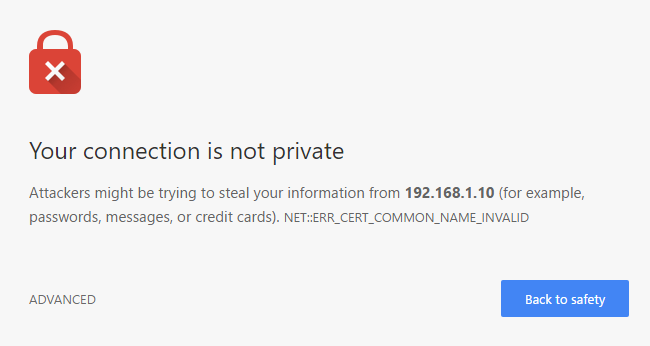 Your connection is not private
Attackers might be trying to steal your information from 192.168.1.10 (for example,
passwords, messages, or credit cards). NET::ERR_CERT_COMMON_NAME_INVALID
ADVANCED
Back to safety